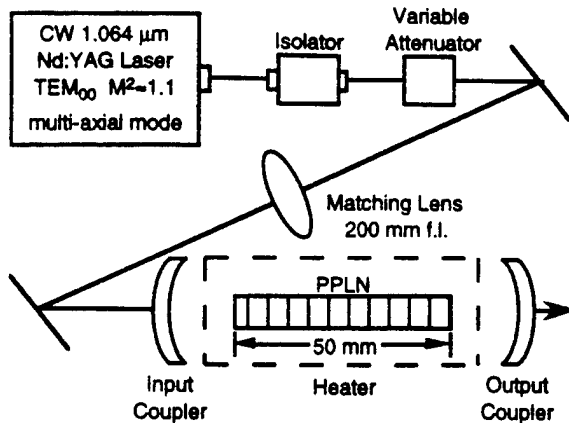 CW 1.064 μm
Nd:YAG Laser
TEM₀₀ M²≈1.1
multi-axial mode
Isolator
Variable
Attenuator
Matching Lens
200 mm f.l.
PPLN
50 mm
Input
Coupler
Heater
Output
Coupler